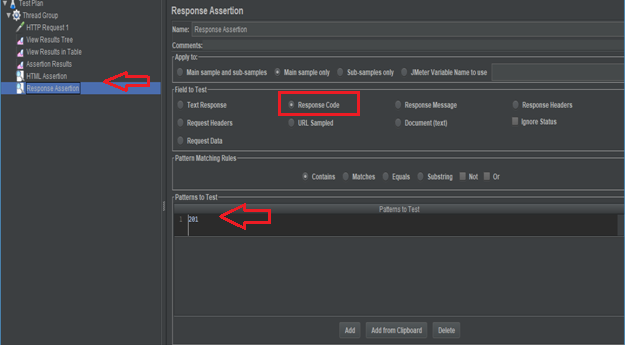 Test Plan
Thread Group
HTTP Request 1
View Results Tree
View Results in Table
Assertion Results
HTML Assertion
Response Assertion
Response Assertion
Name: Response Assertion
Comments:
Apply to:
Main sample and sub-samples Main sample only Sub-samples only JMeter Variable Name to use
Field to Test
Text Response Response Code Response Message Response Headers
Request Headers URL Sampled Document (text) Ignore Status
Request Data
Pattern Matching Rules
Contains Matches Equals Substring Not Or
Patterns to Test
Patterns to Test
1 201
Add Add from Clipboard Delete